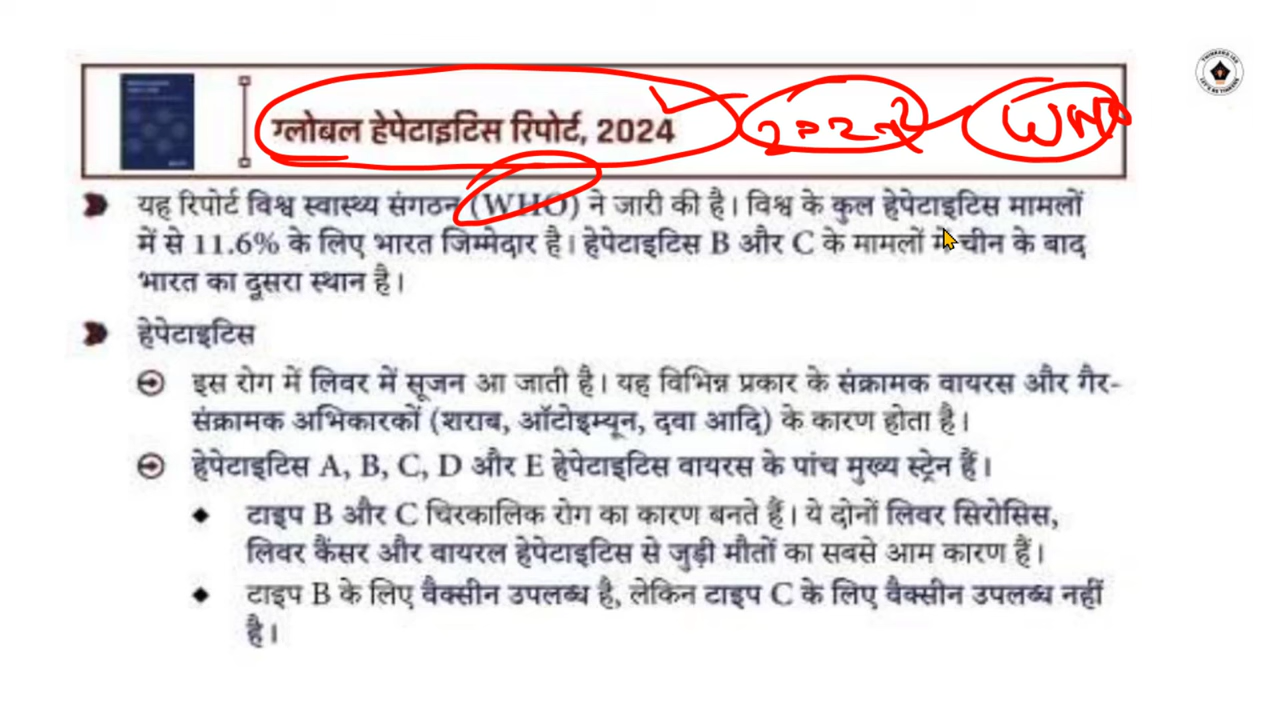 ग्लोबल हेपेटाइटिस रिपोर्ट, 2024
2024
WHO
यह रिपोर्ट विश्व स्वास्थ्य संगठन (WHO) ने जारी की है। विश्व के कुल हेपेटाइटिस मामलों
में से 11.6% के लिए भारत जिम्मेदार है। हेपेटाइटिस B और C के मामलों में चीन के बाद
भारत का दूसरा स्थान है।
हेपेटाइटिस
इस रोग में लिवर में सूजन आ जाती है। यह विभिन्न प्रकार के संक्रामक वायरस और गैर-
संक्रामक अभिकारकों (शराब, ऑटोइम्यून, दवा आदि) के कारण होता है।
हेपेटाइटिस A, B, C, D और E हेपेटाइटिस वायरस के पांच मुख्य स्ट्रेन हैं।
टाइप B और C चिरकालिक रोग का कारण बनते हैं। ये दोनों लिवर सिरोसिस,
लिवर कैंसर और वायरल हेपेटाइटिस से जुड़ी मौतों का सबसे आम कारण हैं।
टाइप B के लिए वैक्सीन उपलब्ध है, लेकिन टाइप C के लिए वैक्सीन उपलब्ध नहीं
है।